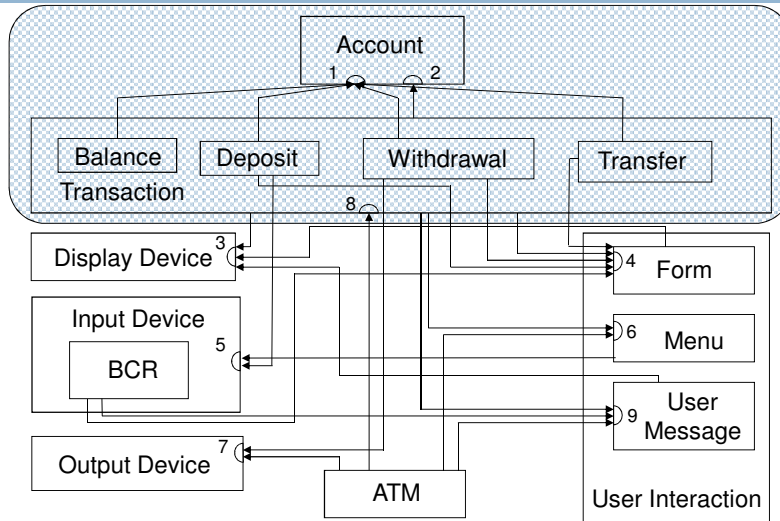 Account
1
2
Balance
Deposit
Withdrawal
Transfer
Transaction
8
3
Display Device
4
Form
Input Device
5
BCR
6
Menu
9
User
Message
7
Output Device
ATM
User Interaction